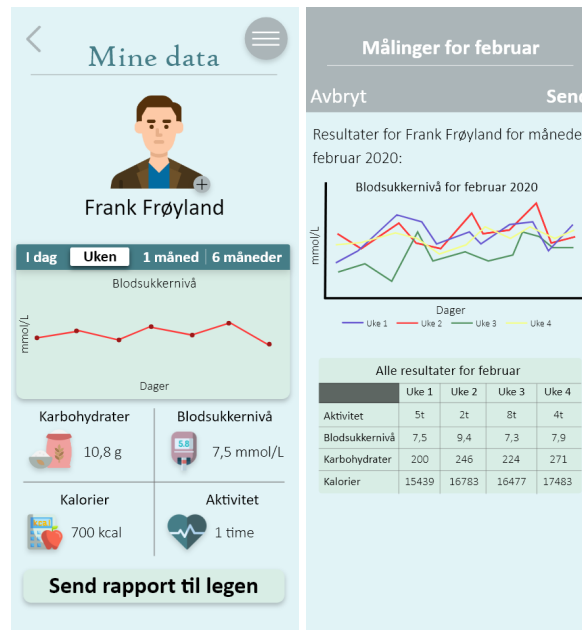 Mine data
Frank Frøyland
I dag Uken 1 måned 6 måneder
Blodsukkernivå
mmol/L
Dager
Karbohydrater
10,8 g
Blodsukkernivå
5.8
7,5 mmol/L
Kalorier
700 kcal
Aktivitet
1 time
Send rapport til legen
Målinger for februar
Avbryt Send
Resultater for Frank Frøyland for månede
februar 2020:
Blodsukkernivå for februar 2020
mmol/L
Dager
Uke 1 Uke 2 Uke 3 Uke 4
Alle resultater for februar
Uke 1 Uke 2 Uke 3 Uke 4
Aktivitet 5t 2t 8t 4t
Blodsukkernivå 7,5 9,4 7,3 7,9
Karbohydrater 200 246 224 271
Kalorier 15439 16783 16477 17483